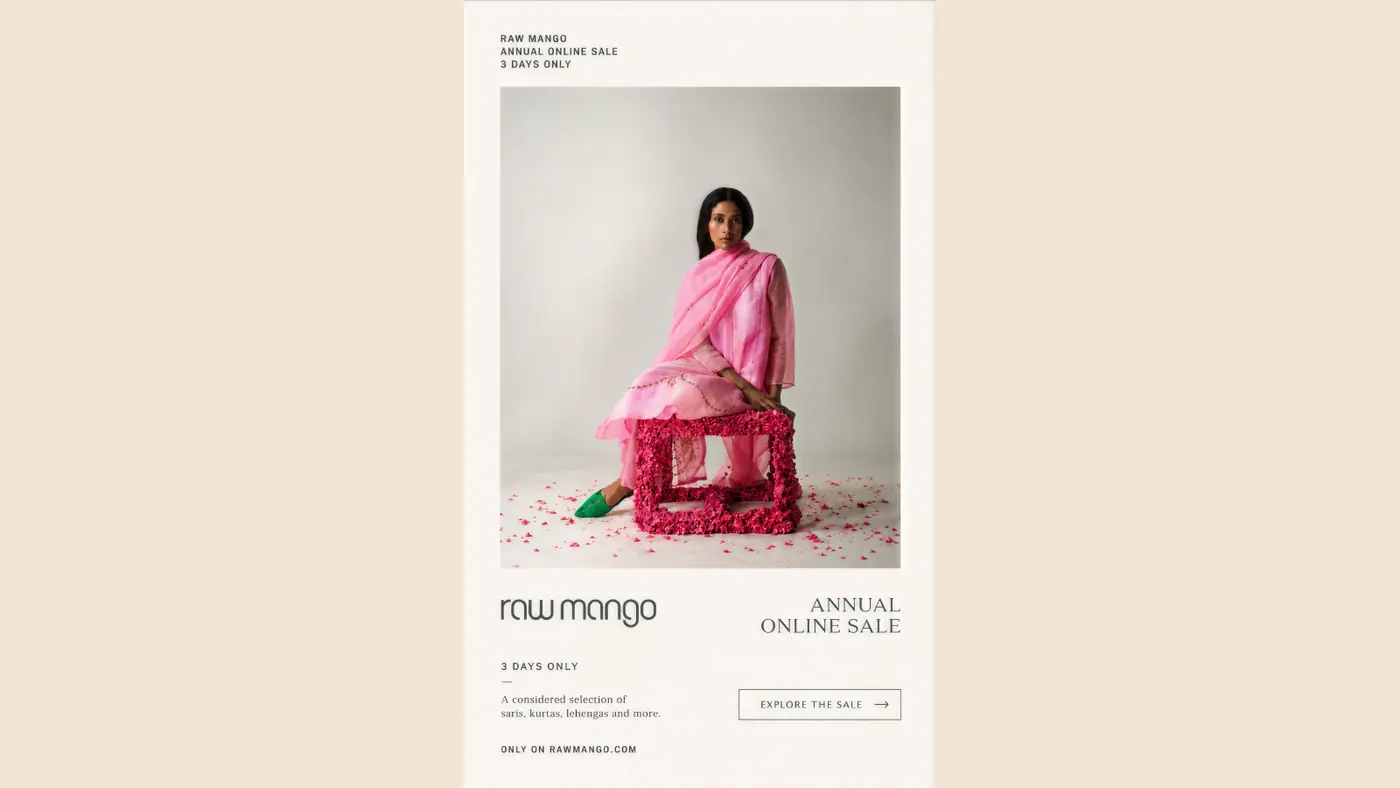 RAW MANGO
ANNUAL ONLINE SALE
3 DAYS ONLY
raw mango
ANNUAL
ONLINE SALE
3 DAYS ONLY
A considered selection of
saris, kurtas, lehengas and more.
EXPLORE THE SALE →
ONLY ON RAWMANGO.COM